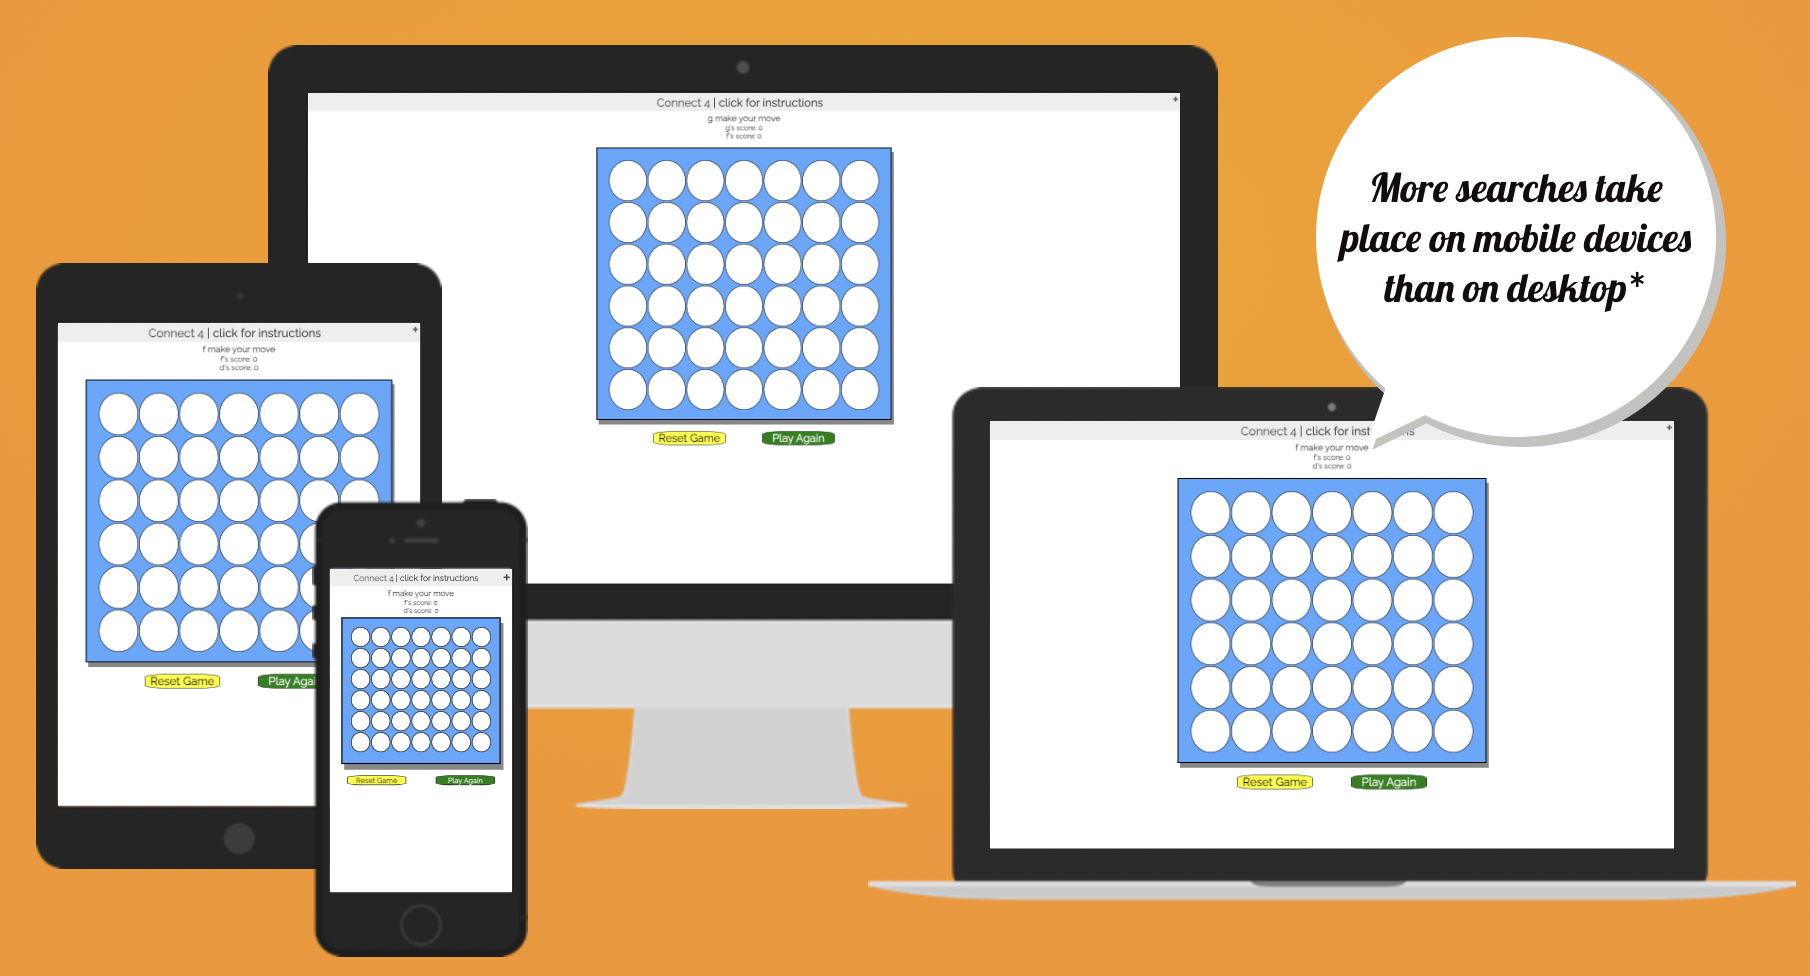 Connect 4 | click for instructions
+
g make your move
g's score: 0
f's score: 0
Reset Game
Play Again
More searches take
place on mobile devices
than on desktop*
Connect 4 | click for instructions
+
f make your move
f's score: 0
d's score: 0
Reset Game
Play Agai
Connect 4 | click for instructions
+
f make your move
f's score: 0
d's score: 0
Reset Game
Play Again
Connect 4 | click for inst
ns
+
f make your move
f's score: 0
d's score: 0
Reset Game
Play Again